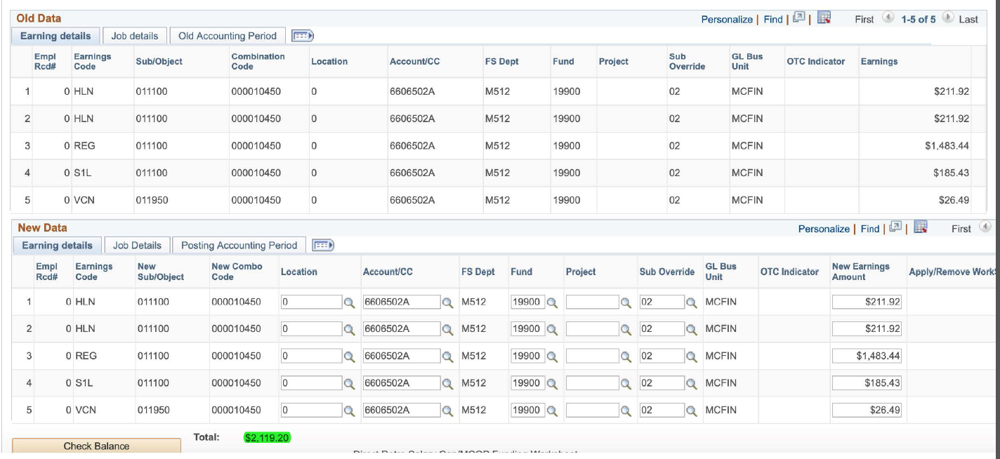 Old Data Personalize | Find | | First 1-5 of 5 Last
Earning details Job details Old Accounting Period
Empl Rcd# Earnings Code Sub/Object Combination Code Location Account/CC FS Dept Fund Project Sub Override GL Bus Unit OTC Indicator Earnings
1 0 HLN 011100 000010450 0 6606502A M512 19900 02 MCFIN $211.92
2 0 HLN 011100 000010450 0 6606502A M512 19900 02 MCFIN $211.92
3 0 REG 011100 000010450 0 6606502A M512 19900 02 MCFIN $1,483.44
4 0 S1L 011100 000010450 0 6606502A M512 19900 02 MCFIN $185.43
5 0 VCN 011950 000010450 0 6606502A M512 19900 02 MCFIN $26.49
New Data Personalize | Find | | First
Earning details Job Details Posting Accounting Period
Empl Rcd# Earnings Code New Sub/Object New Combo Code Location Account/CC FS Dept Fund Project Sub Override GL Bus Unit OTC Indicator New Earnings Amount Apply/Remove Work
1 0 HLN 011100 000010450 0 6606502A M512 19900 02 MCFIN $211.92
2 0 HLN 011100 000010450 0 6606502A M512 19900 02 MCFIN $211.92
3 0 REG 011100 000010450 0 6606502A M512 19900 02 MCFIN $1,483.44
4 0 S1L 011100 000010450 0 6606502A M512 19900 02 MCFIN $185.43
5 0 VCN 011950 000010450 0 6606502A M512 19900 02 MCFIN $26.49
Total: $2,119.20
Check Balance